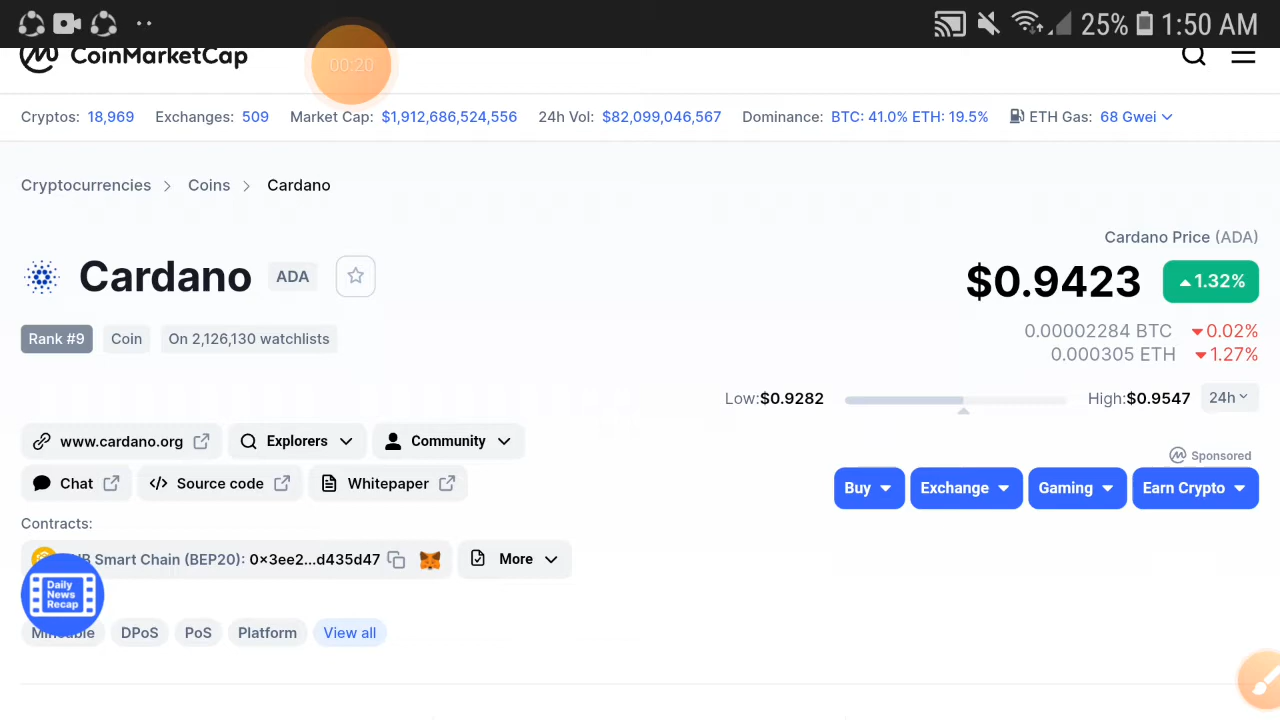 25% 1:50 AM
CoinMarketCap
00:20
Cryptos: 18,969 Exchanges: 509 Market Cap: $1,912,686,524,556 24h Vol: $82,099,046,567 Dominance: BTC: 41.0% ETH: 19.5% ETH Gas: 68 Gwei
Cryptocurrencies > Coins > Cardano
Cardano Price (ADA)
Cardano ADA $0.9423 1.32%
Rank #9 Coin On 2,126,130 watchlists 0.00002284 BTC 0.02%
0.000305 ETH 1.27%
Low:$0.9282 High:$0.9547 24h
www.cardano.org Explorers Community
Sponsored
Chat Source code Whitepaper Buy Exchange Gaming Earn Crypto
Contracts:
Smart Chain (BEP20): 0x3ee2...d435d47 More
Daily
News
Recap
DPoS PoS Platform View all